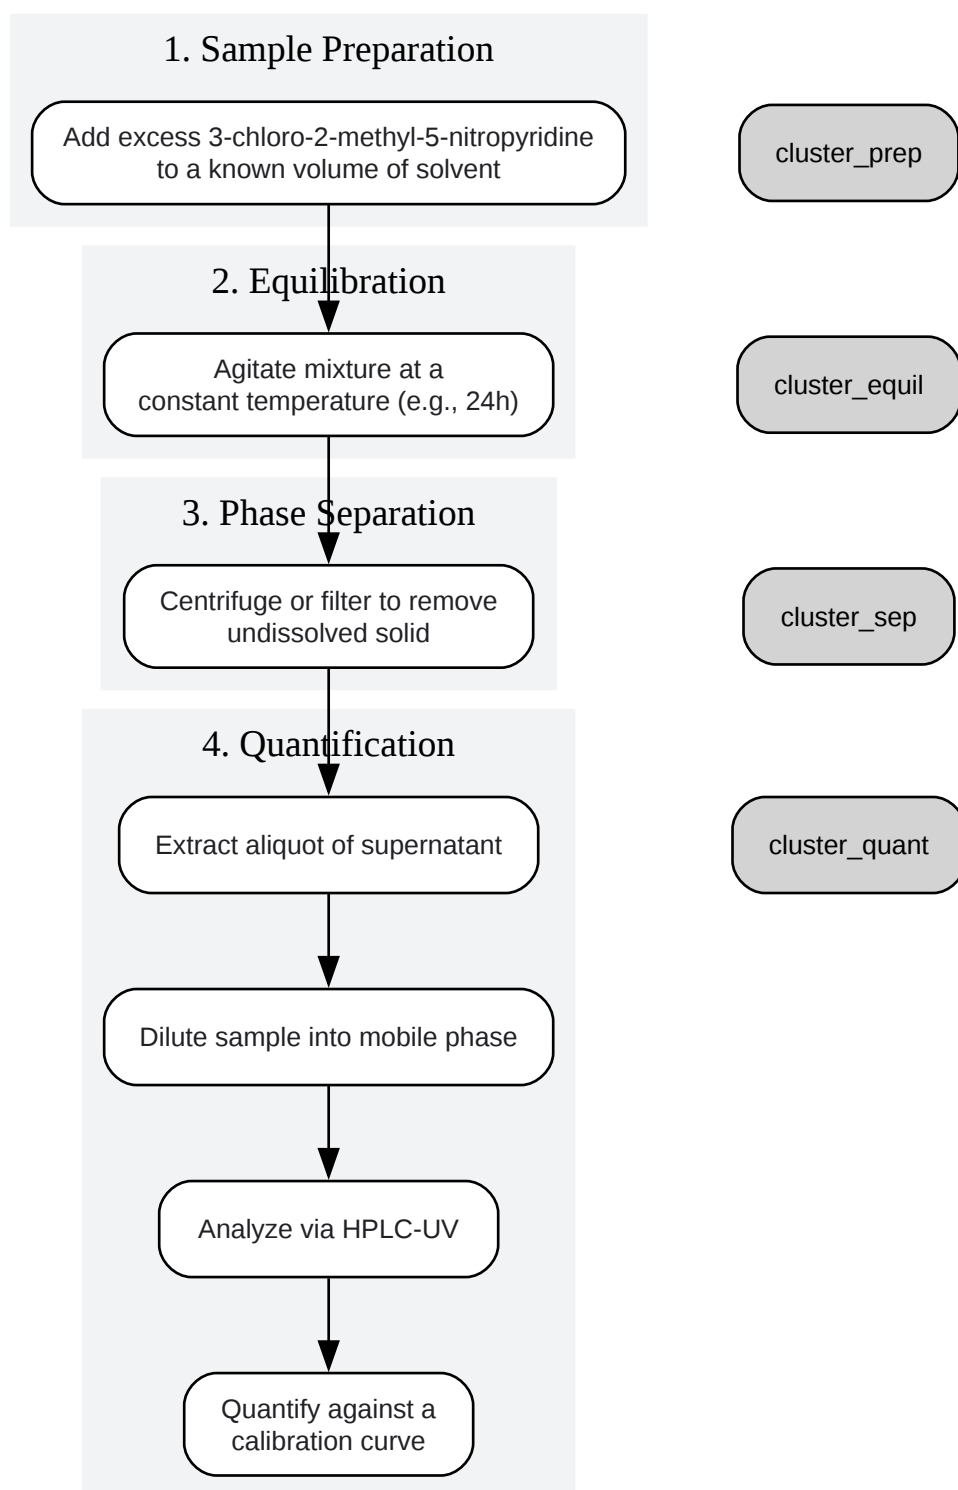 1. Sample Preparation
Add excess 3-chloro-2-methyl-5-nitropyridine
to a known volume of solvent
cluster_prep
2. Equilibration
Agitate mixture at a
constant temperature (e.g., 24h)
cluster_equil
3. Phase Separation
Centrifuge or filter to remove
undissolved solid
cluster_sep
4. Quantification
Extract aliquot of supernatant
cluster_quant
Dilute sample into mobile phase
Analyze via HPLC-UV
Quantify against a
calibration curve